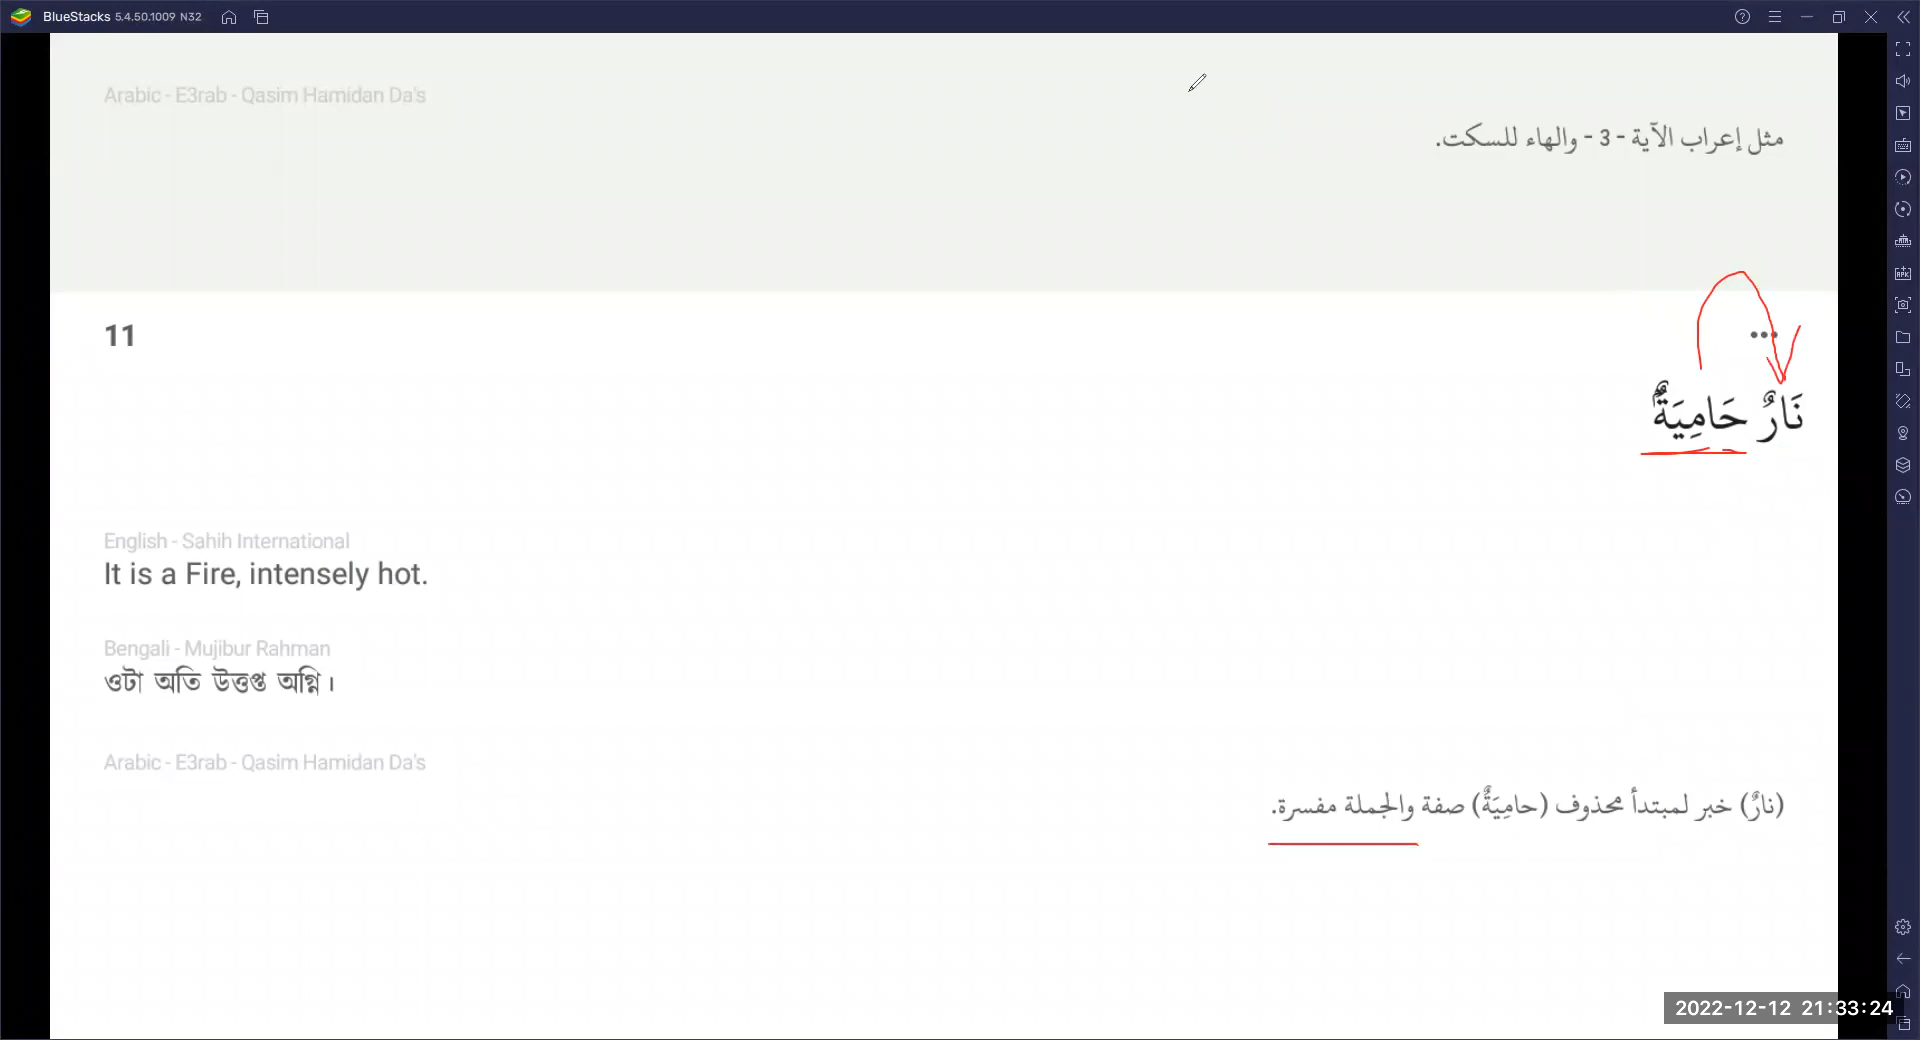 BlueStacks 5.4.50.1009 N32
Arabic - E3rab - Qasim Hamidan Da's
مثل إعراب الآية - 3 - والهاء للسكت.
11
نَارٌ حَامِيَةٌۢ
English - Sahih International
It is a Fire, intensely hot.
Bengali - Mujibur Rahman
ওটা অতি উত্তপ্ত অগ্নি।
Arabic - E3rab - Qasim Hamidan Da's
(نارٌ) خبر لمبتدأ محذوف (حامِيَةٌ) صفة والجملة مفسرة.
2022-12-12 21:33:24